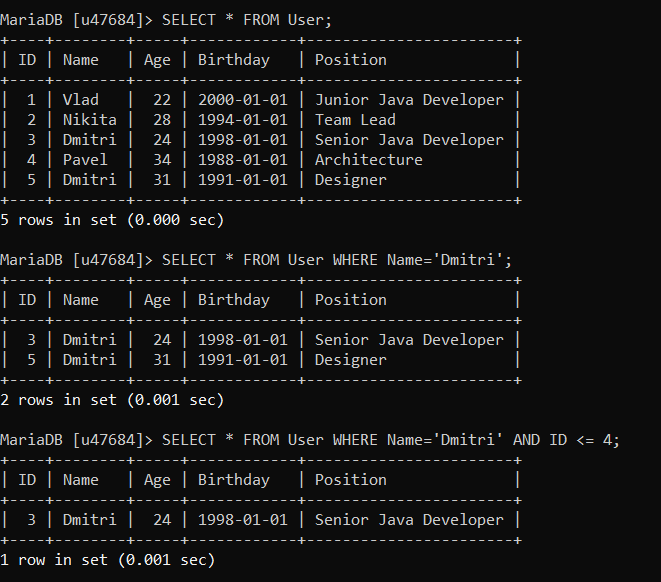 MariaDB [u47684]> SELECT * FROM User;
+----+--------+-----+------------+-----------------------+
| ID | Name   | Age | Birthday   | Position              |
+----+--------+-----+------------+-----------------------+
|  1 | Vlad   |  22 | 2000-01-01 | Junior Java Developer |
|  2 | Nikita |  28 | 1994-01-01 | Team Lead             |
|  3 | Dmitri |  24 | 1998-01-01 | Senior Java Developer |
|  4 | Pavel  |  34 | 1988-01-01 | Architecture          |
|  5 | Dmitri |  31 | 1991-01-01 | Designer              |
+----+--------+-----+------------+-----------------------+
5 rows in set (0.000 sec)

MariaDB [u47684]> SELECT * FROM User WHERE Name='Dmitri';
+----+--------+-----+------------+-----------------------+
| ID | Name   | Age | Birthday   | Position              |
+----+--------+-----+------------+-----------------------+
|  3 | Dmitri |  24 | 1998-01-01 | Senior Java Developer |
|  5 | Dmitri |  31 | 1991-01-01 | Designer              |
+----+--------+-----+------------+-----------------------+
2 rows in set (0.001 sec)

MariaDB [u47684]> SELECT * FROM User WHERE Name='Dmitri' AND ID <= 4;
+----+--------+-----+------------+-----------------------+
| ID | Name   | Age | Birthday   | Position              |
+----+--------+-----+------------+-----------------------+
|  3 | Dmitri |  24 | 1998-01-01 | Senior Java Developer |
+----+--------+-----+------------+-----------------------+
1 row in set (0.001 sec)